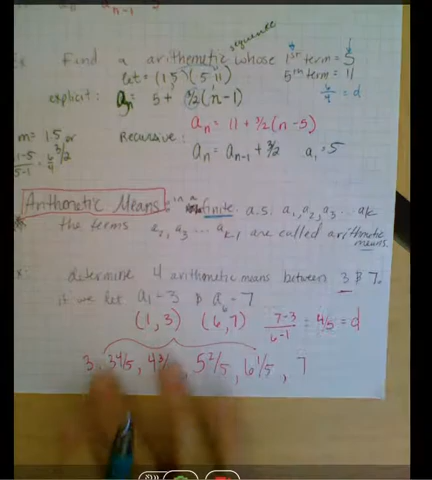 a n-1
Find a arithmetic sequence whose 1st term = 5
let = (1,5) (5,11) 5th term = 11
explicit: an = 5 + 3/2(n-1) 6/4 = d
an = 11 + 3/2(n-5)
m = 1.5 or 3/2 Recursive:
11-5/5-1 = 6/4 an = an-1 + 3/2 a1 = 5
Arithmetic Means: in a finite a.s. a1, a2, a3 ... ak
the terms a2, a3 ... ak-1 are called arithmetic means.
determine 4 arithmetic means between 3 & 7.
if we let a1 = 3 & a6 = 7
(1,3) (6,7) 7-3/6-1 = 4/5 = d
3, 3 4/5, 4 3/5, 5 2/5, 6 1/5, 7